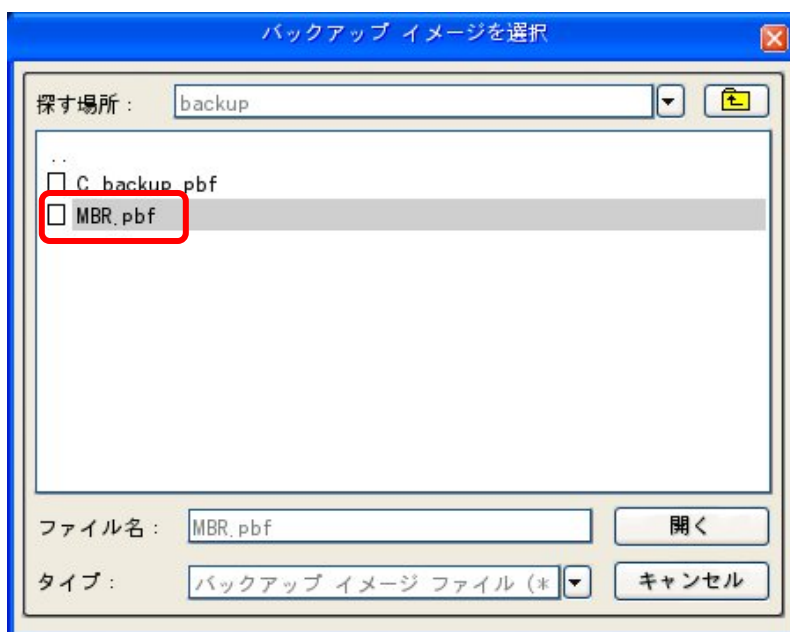 バックアップ イメージを選択
探す場所: backup
..
C_backup.pbf
MBR.pbf
ファイル名: MBR.pbf 開く
タイプ: バックアップ イメージ ファイル (* キャンセル